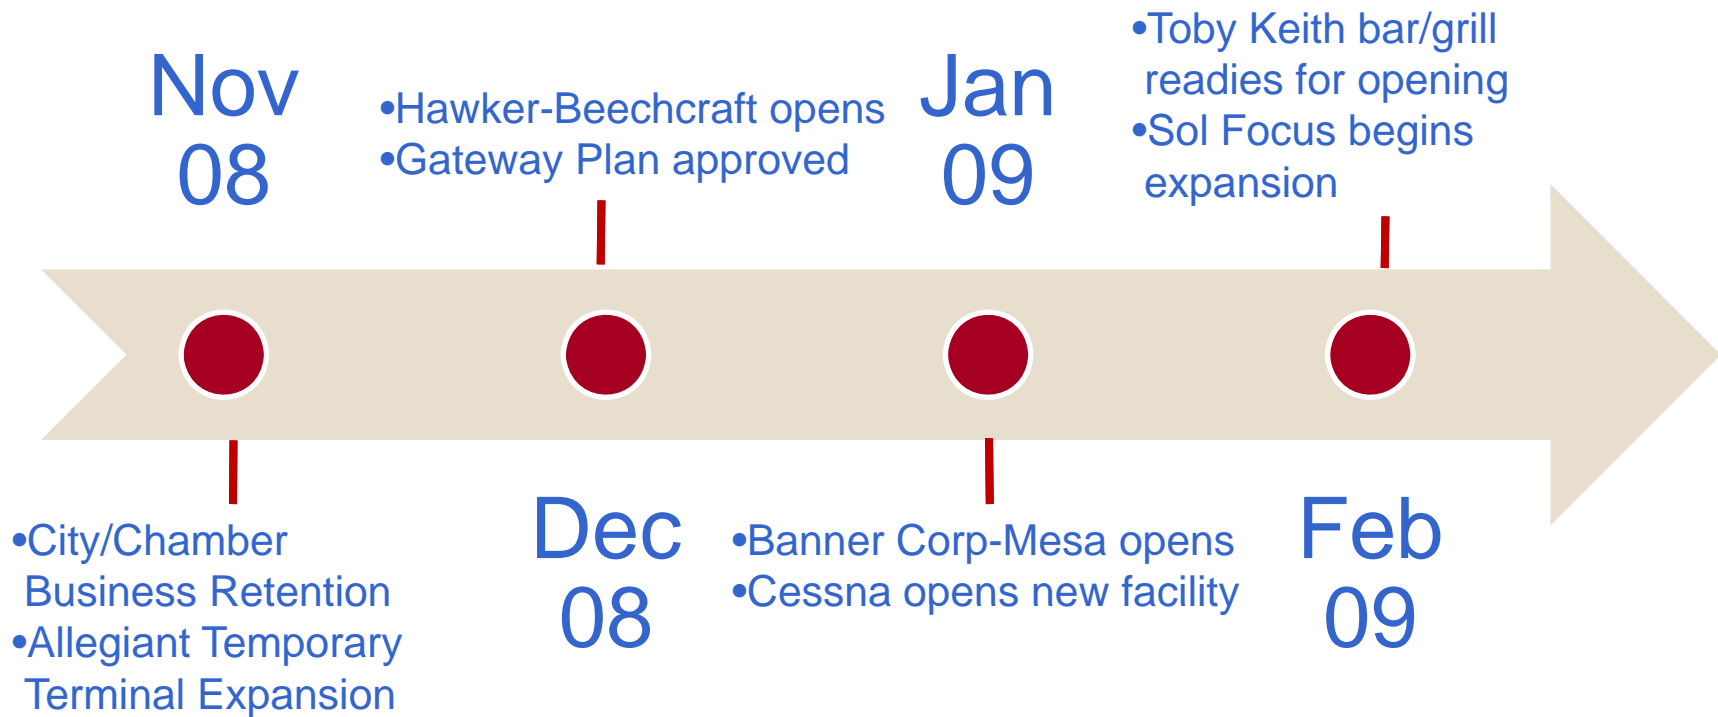 Nov
08
•City/Chamber
Business Retention
•Allegiant Temporary
Terminal Expansion
•Hawker-Beechcraft opens
•Gateway Plan approved
Dec
08
Jan
09
•Banner Corp-Mesa opens
•Cessna opens new facility
•Toby Keith bar/grill
readies for opening
•Sol Focus begins
expansion
Feb
09